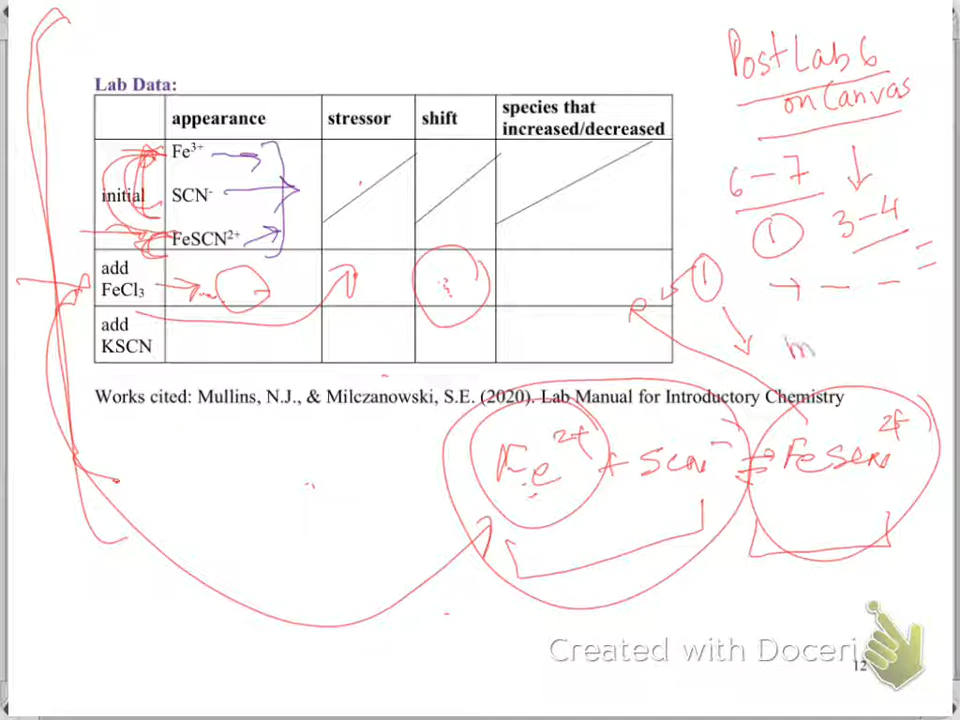 Post Lab 6
on Canvas
Lab Data:
appearance stressor shift species that increased/decreased
initial
Fe³⁺
SCN⁻
FeSCN²⁺
6 – 7
① 3 – 4
add
FeCl₃
①
add
KSCN
m
Works cited: Mullins, N.J., & Milczanowski, S.E. (2020). Lab Manual for Introductory Chemistry
Fe²⁺ + SCN⁻ ⇌ FeSCN²⁺
Created with Doceri
12